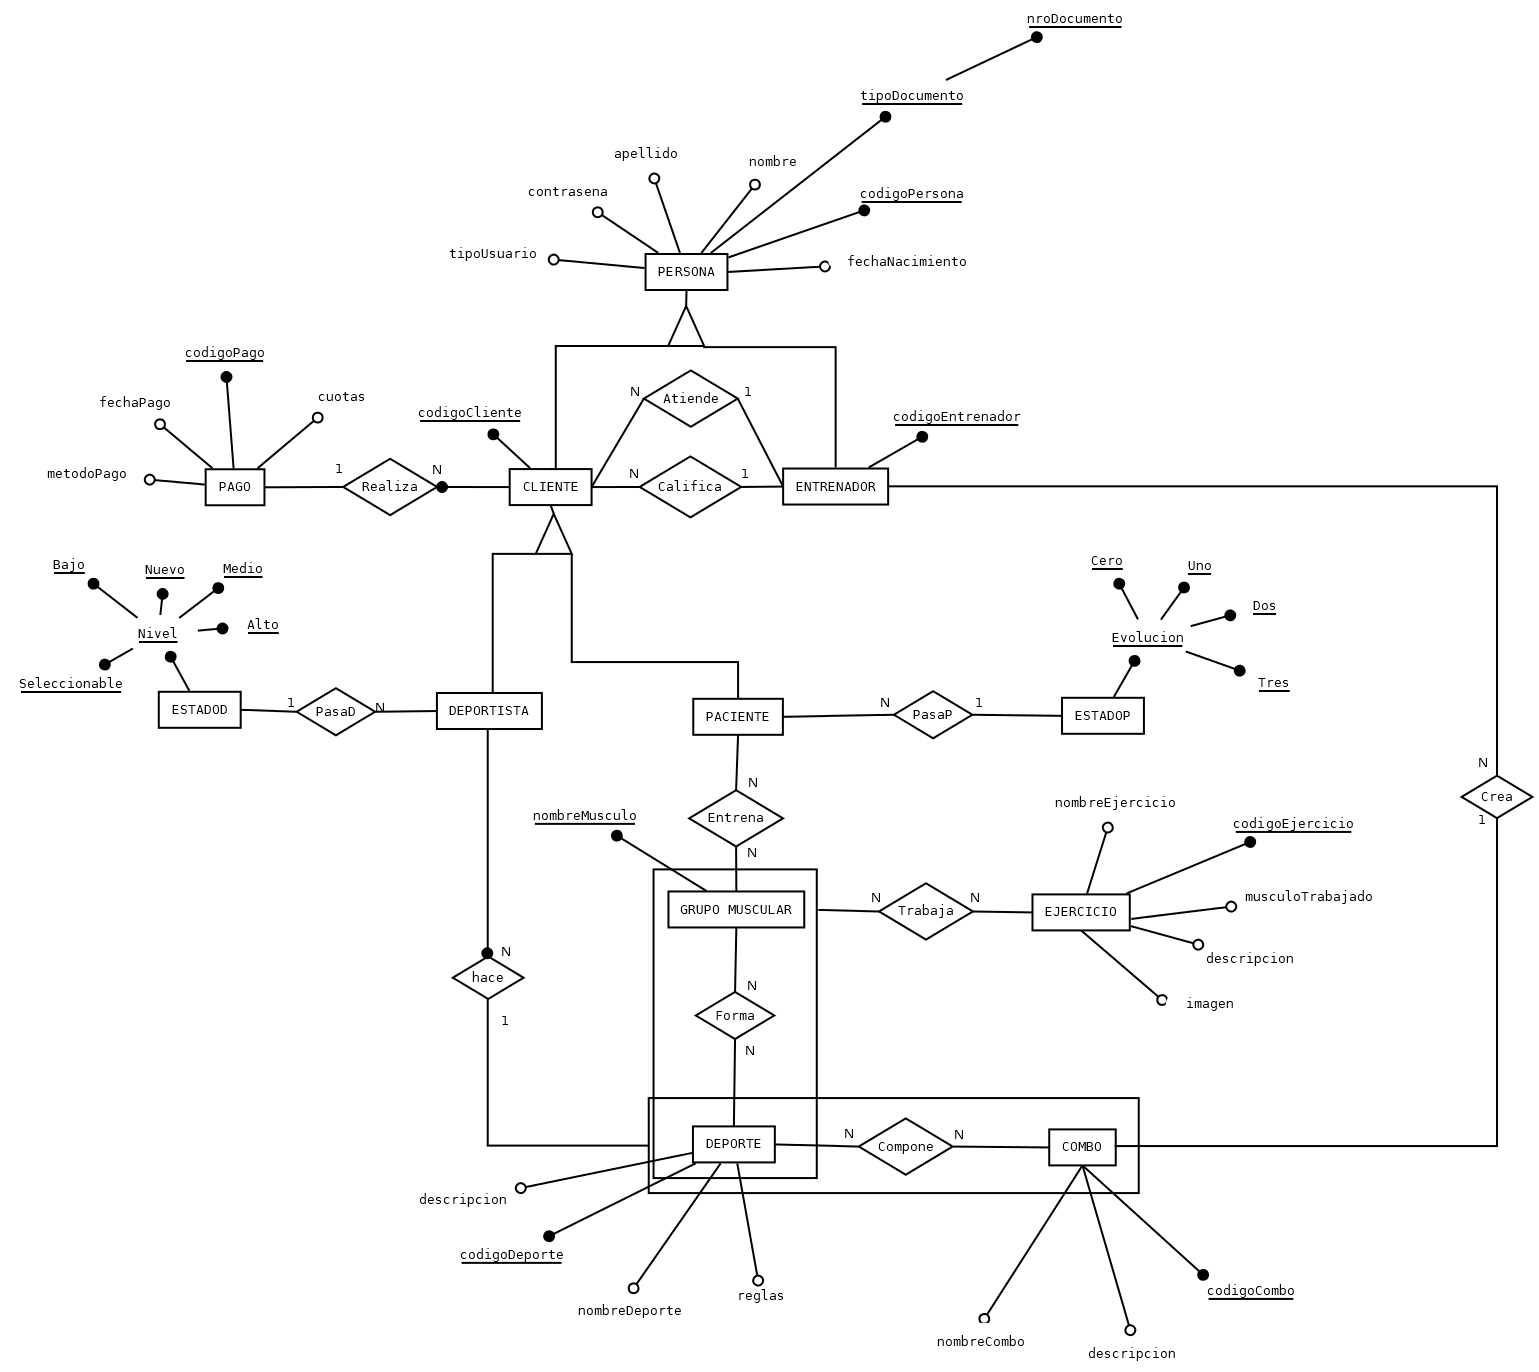 nroDocumento
tipoDocumento
apellido
nombre
contrasena
codigoPersona
tipoUsuario
fechaNacimiento
PERSONA
codigoPago
fechaPago
cuotas
N
Atiende
1
codigoCliente
codigoEntrenador
metodoPago
PAGO
1
Realiza
N
CLIENTE
N
Califica
1
ENTRENADOR
Bajo
Nuevo
Medio
Cero
Uno
Nivel
Alto
Dos
Evolucion
Seleccionable
Tres
ESTADOD
1
PasaD
N
DEPORTISTA
PACIENTE
N
PasaP
1
ESTADOP
N
Crea
1
N
Entrena
N
nombreMusculo
nombreEjercicio
codigoEjercicio
musculoTrabajado
GRUPO MUSCULAR
N
Trabaja
N
EJERCICIO
descripcion
imagen
N
hace
1
N
Forma
N
DEPORTE
N
Compone
N
COMBO
descripcion
codigoDeporte
nombreDeporte
reglas
codigoCombo
nombreCombo
descripcion